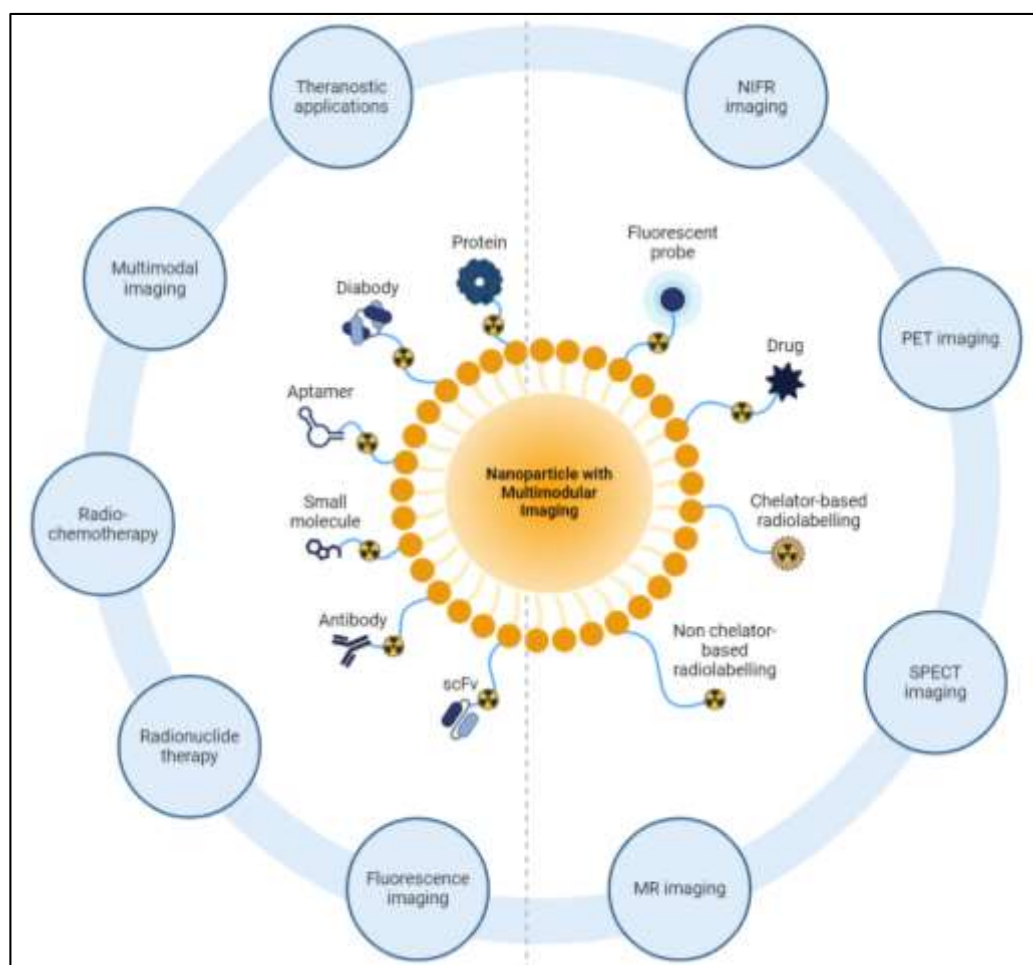 Theranostic
applications
NIFR
imaging
Multimodal
imaging
PET imaging
Radio-
chemotherapy
SPECT
imaging
Radionuclide
therapy
Fluorescence
imaging
MR imaging
Protein
Fluorescent
probe
Diabody
Drug
Aptamer
Nanoparticle with
Multimodular
Imaging
Small
molecule
Chelator-based
radiolabelling
Antibody
Non chelator-
based
radiolabelling
scFv